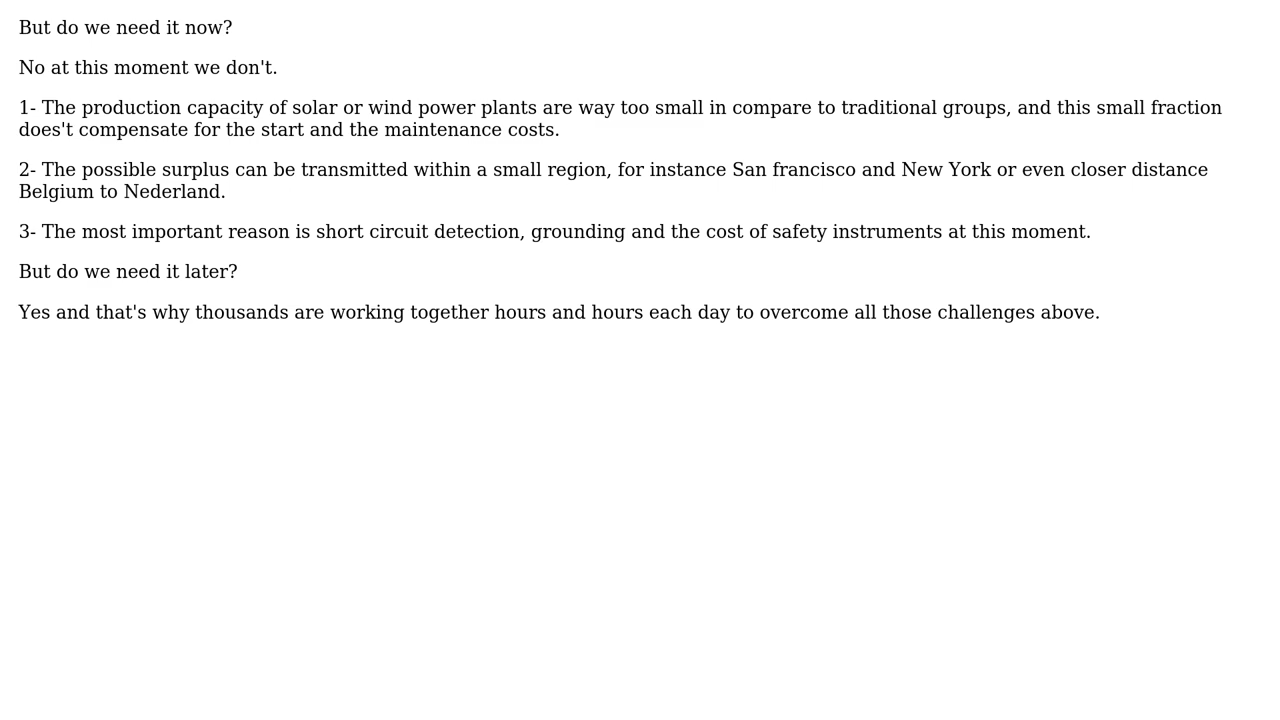 But do we need it now?
No at this moment we don't.
1- The production capacity of solar or wind power plants are way too small in compare to traditional groups, and this small fraction
does't compensate for the start and the maintenance costs.
2- The possible surplus can be transmitted within a small region, for instance San francisco and New York or even closer distance
Belgium to Nederland.
3- The most important reason is short circuit detection, grounding and the cost of safety instruments at this moment.
But do we need it later?
Yes and that's why thousands are working together hours and hours each day to overcome all those challenges above.